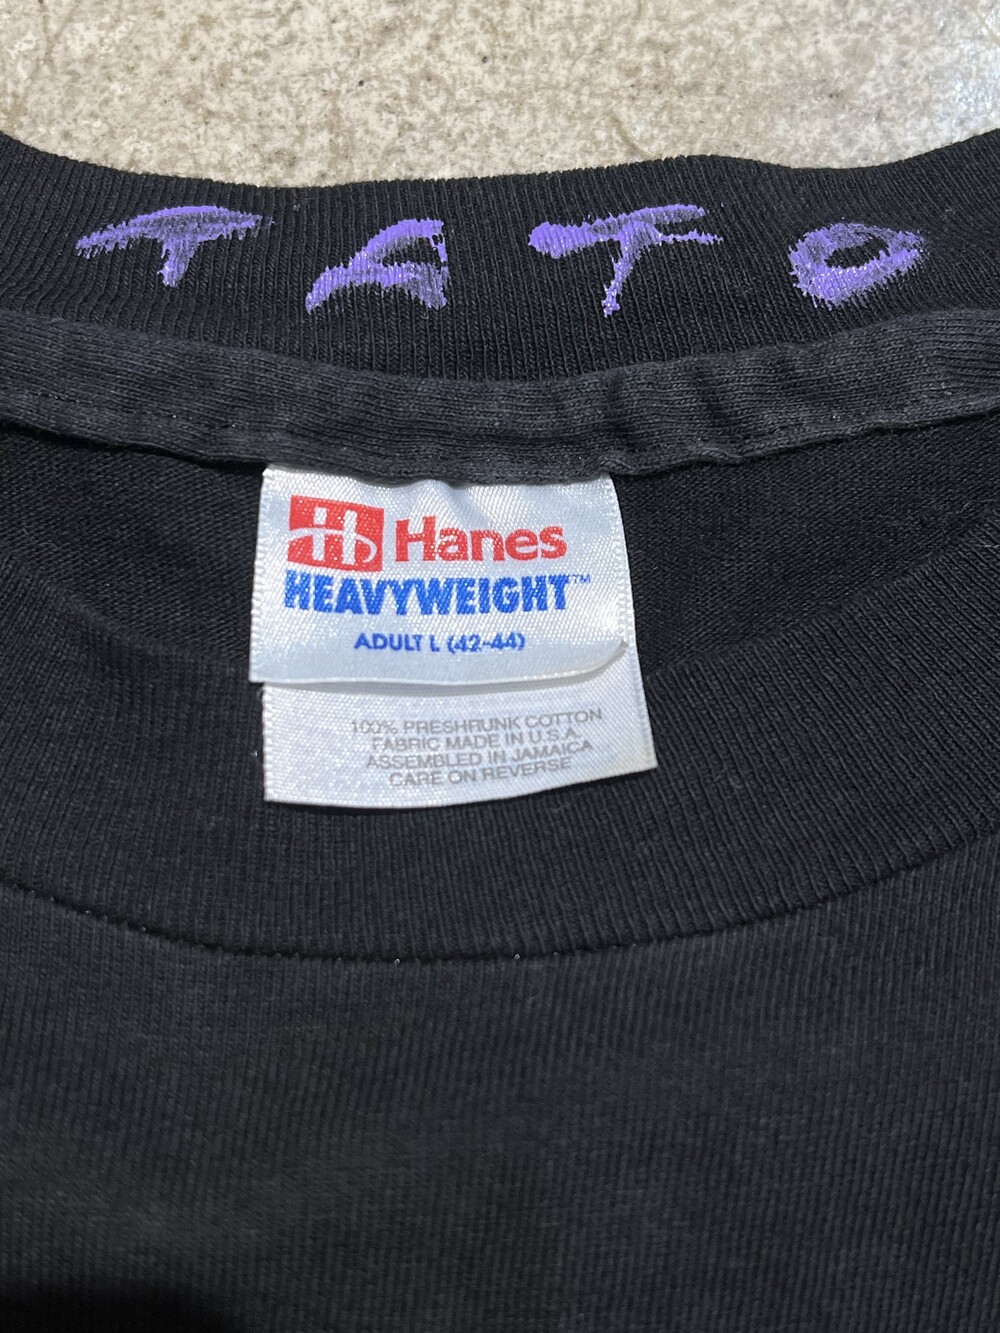 TATO
Hanes
HEAVYWEIGHT™
ADULT L (42-44)
100% PRESHRUNK COTTON
FABRIC MADE IN U.S.A.
ASSEMBLED IN JAMAICA
CARE ON REVERSE